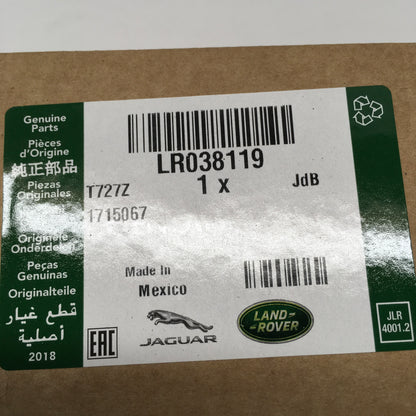 Genuine
Parts
Pièces
d'Origine
純正部品
Piezas
Originales
Originele
Onderdelen
Peças
Genuinas
Originalteile
قطع غيار
أصلية
2018
LR038119
1 x JdB
T727Z
1715067
Made In
Mexico
EAC
JAGUAR
LAND
ROVER
JLR
4001.2